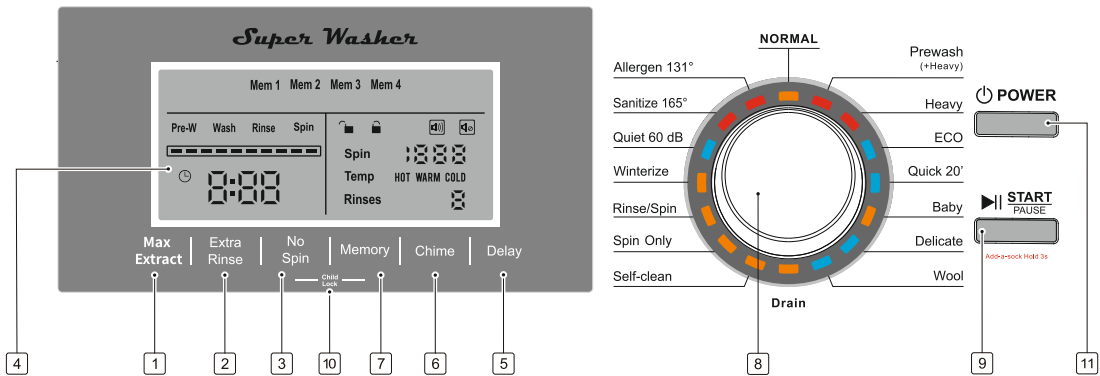 Super Washer
Mem 1 Mem 2 Mem 3 Mem 4
Pre-W Wash Rinse Spin
Spin 1888
Temp HOT WARM COLD
Rinses 8
8:88
Max Extract
Extra Rinse
No Spin
Memory
Chime
Delay
Child Lock
4
1
2
3
10
7
6
5
NORMAL
Allergen 131°
Sanitize 165°
Quiet 60 dB
Winterize
Rinse/Spin
Spin Only
Self-clean
Drain
Prewash
(+Heavy)
Heavy
ECO
Quick 20'
Baby
Delicate
Wool
POWER
START
PAUSE
Add-a-sock Hold 3s
8
9
11